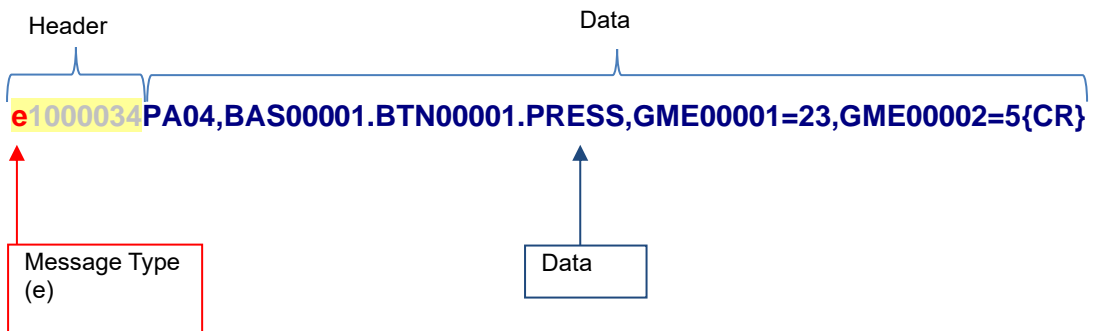 Header
Data
e1000034PA04,BAS00001.BTN00001.PRESS,GME00001=23,GME00002=5{CR}
Message Type
(e)
Data